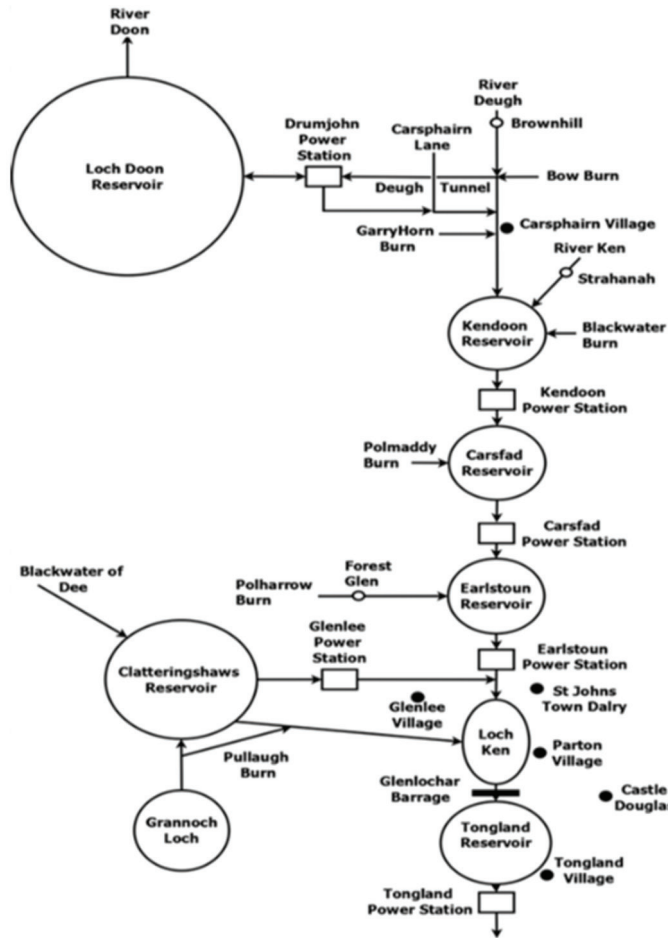 River
Doon
River
Deugh
Brownhill
Drumjohn
Power
Station
Carsphairn
Lane
Loch Doon
Reservoir
Deugh
Tunnel
Bow Burn
GarryHorn
Burn
Carsphairn Village
River Ken
Strahanah
Kendoon
Reservoir
Blackwater
Burn
Kendoon
Power Station
Polmaddy
Burn
Carsfad
Reservoir
Carsfad
Power Station
Blackwater of
Dee
Polharrow
Burn
Forest
Glen
Earlstoun
Reservoir
Glenlee
Power
Station
Earlstoun
Power Station
Clatteringshaws
Reservoir
Glenlee
Village
St Johns
Town Dalry
Loch
Ken
Pullaugh
Burn
Parton
Village
Glenlochar
Barrage
Castle
Douglas
Grannoch
Loch
Tongland
Reservoir
Tongland
Village
Tongland
Power Station